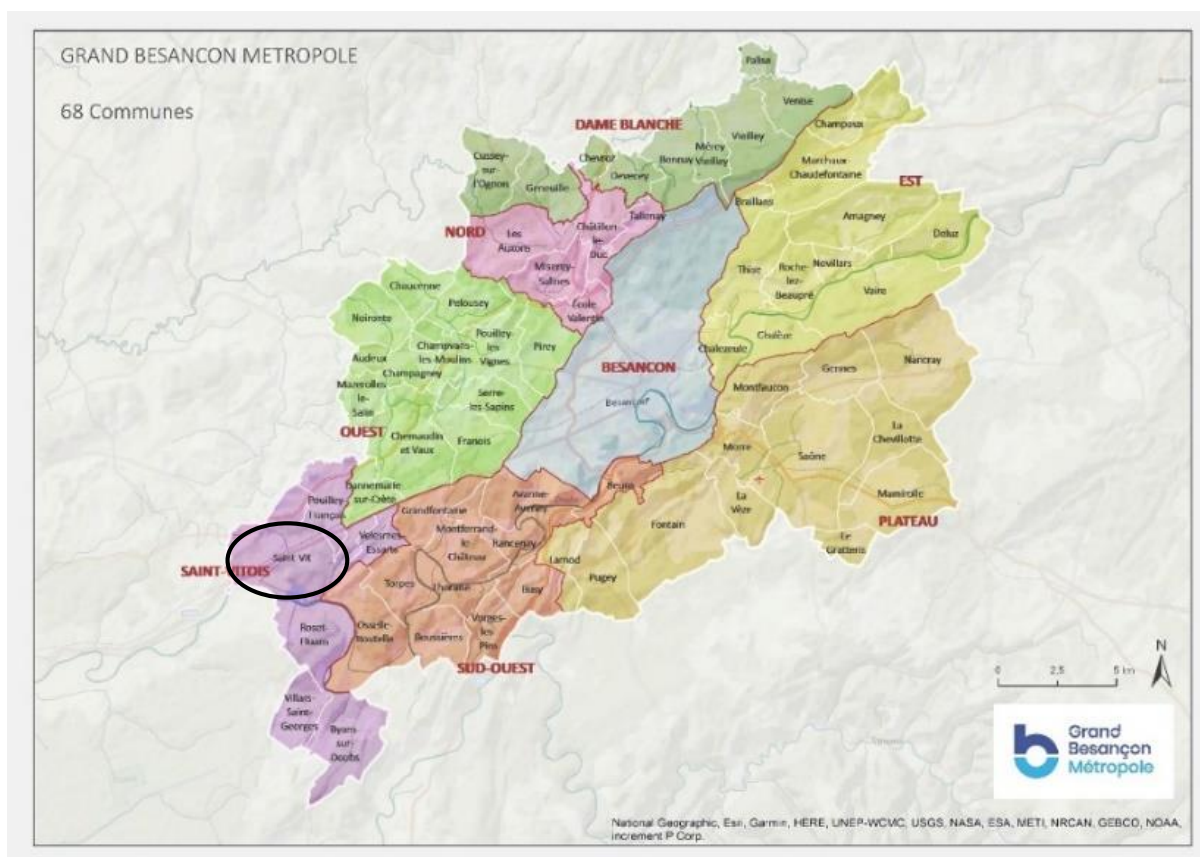 GRAND BESANCON METROPOLE
68 Communes
Palise
Venise
DAME BLANCHE
Champoux
Vieilley
Cussey-
sur-
l'Ognon
Chevroz
Mérey
Bonnay Vieilley
Marchaux-
Chaudefontaine
Geneuille
Devecey
EST
Braillans
NORD
Les
Auxons
Châtillon
le-
Duc
Tallenay
Amagney
Deluz
Miserey-
Salines
Thise
Roche-
lez-
Beaupré
Novillars
Vaire
Chaucenne
Pelousey
École
Valentin
Noironte
Champvans-
les-Moulins
Pouilley-
les
Vignes
Pirey
Chalèze
Chalezeule
Audeux
Champagney
BESANCON
Nancray
Gennes
Mazerolles
le-
Salin
Serre-
les-Sapins
Montfaucon
Besançon
OUEST
Chemaudin
et Vaux
Franois
La
Chevillotte
Morre
Saône
Dannemarie
sur-Crète
Pouilley-
Français
Grandfontaine
Avanne-
Aveney
Beure
La
Vèze
Mamirolle
PLATEAU
Velesmes-
Essarts
Montferrand-
le-
Château
Rancenay
Fontain
Le
Gratteris
SAINT-VITOIS
Saint-Vit
Larnod
Pugey
Torpes
Thoraise
Busy
Roset-
Fluans
Osselle-
Routelle
Boussières
Vorges-
les
Pins
SUD-OUEST
Villars-
Saint-
Georges
Byans-
sur-
Doubs
N
0 2,5 5 km
Grand
Besançon
Métropole
National Geographic, Esri, Garmin, HERE, UNEP-WCMC, USGS, NASA, ESA, METI, NRCAN, GEBCO, NOAA,
increment P Corp.